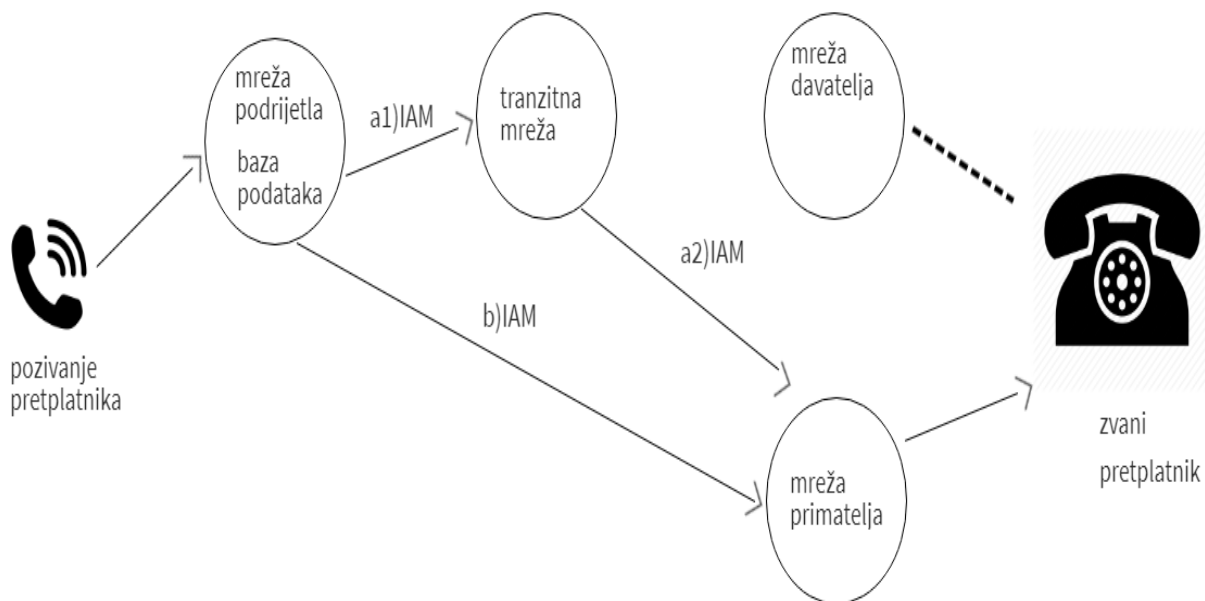 pozivanje
pretplatnika
mreža
podrijetla
baza
podataka
a1)IAM
tranzitna
mreža
a2)IAM
b)IAM
mreža
davatelja
mreža
primatelja
zvani
pretplatnik